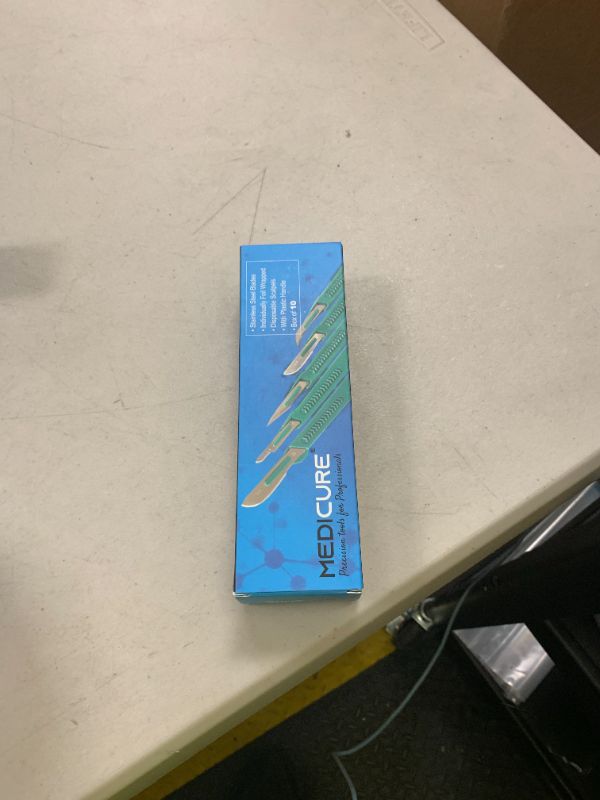 • Stainless Steel Blades
• Individually Foil Wrapped
• Disposable Scalpels
• With Plastic Handle
• Box of 10
MEDICURE®
Precision tools for Professionals